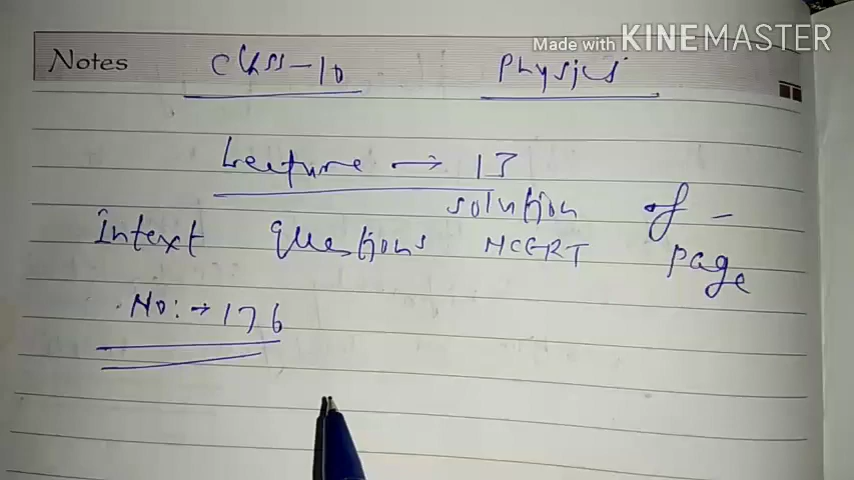 Made with KINEMASTER
Notes Class-10 Physics
Lecture → 13
solution of -
Intext Questions NCERT page
No: → 176